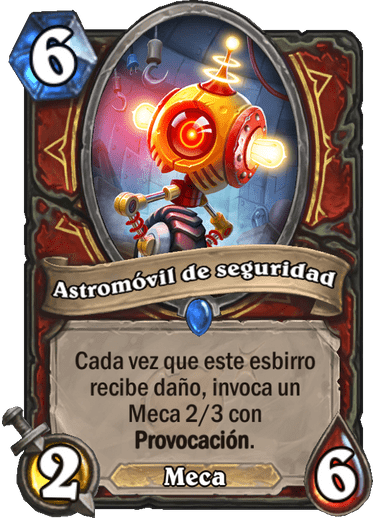 6
Astromóvil de seguridad
Cada vez que este esbirro
recibe daño, invoca un
Meca 2/3 con
Provocación.
2
Meca
6